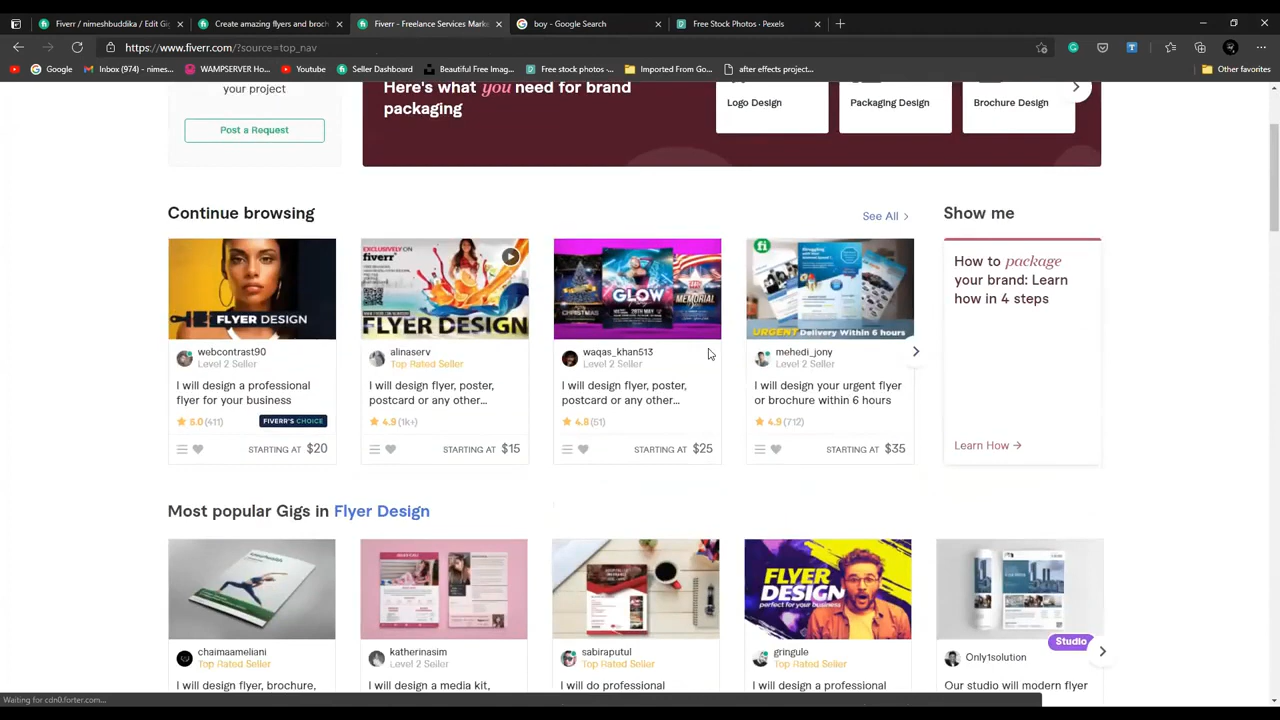 Fiverr / nimeshbuddika / Edit Gi
Create amazing flyers and broch
Fiverr - Freelance Services Mark
boy - Google Search
Free Stock Photos · Pexels
https://www.fiverr.com/?source=top_nav
Google
Inbox (974) - nimes...
WAMPSERVER Ho...
Youtube
Seller Dashboard
Beautiful Free Imag...
Free stock photos ·...
Imported From Go...
after effects project...
Other favorites
your project
Post a Request
Here's what you need for brand
packaging
Logo Design
Packaging Design
Brochure Design
Continue browsing
See All
Show me
FLYER DESIGN
EXCLUSIVELY ON
fiverr
FLYER DESIGN
CHRISTMAS
GLOW
MEMORIAL
URGENT Delivery Within 6 hours
How to package
your brand: Learn
how in 4 steps
Learn How →
webcontrast90
Level 2 Seller
I will design a professional
flyer for your business
5.0 (411)
FIVERR'S CHOICE
STARTING AT $20
alinaserv
Top Rated Seller
I will design flyer, poster,
postcard or any other...
4.9 (1k+)
STARTING AT $15
waqas_khan513
Level 2 Seller
I will design flyer, poster,
postcard or any other...
4.8 (51)
STARTING AT $25
mehedi_jony
Level 2 Seller
I will design your urgent flyer
or brochure within 6 hours
4.9 (712)
STARTING AT $35
Most popular Gigs in Flyer Design
FLYER
DESIGN
perfect for your business
chaimaameliani
Top Rated Seller
I will design flyer, brochure,
katherinasim
Level 2 Seller
I will design a media kit,
sabiraputul
Top Rated Seller
I will do professional
gringule
Top Rated Seller
I will design a professional
Studio
Only1solution
Our studio will modern flyer
Waiting for cdn0.forter.com...